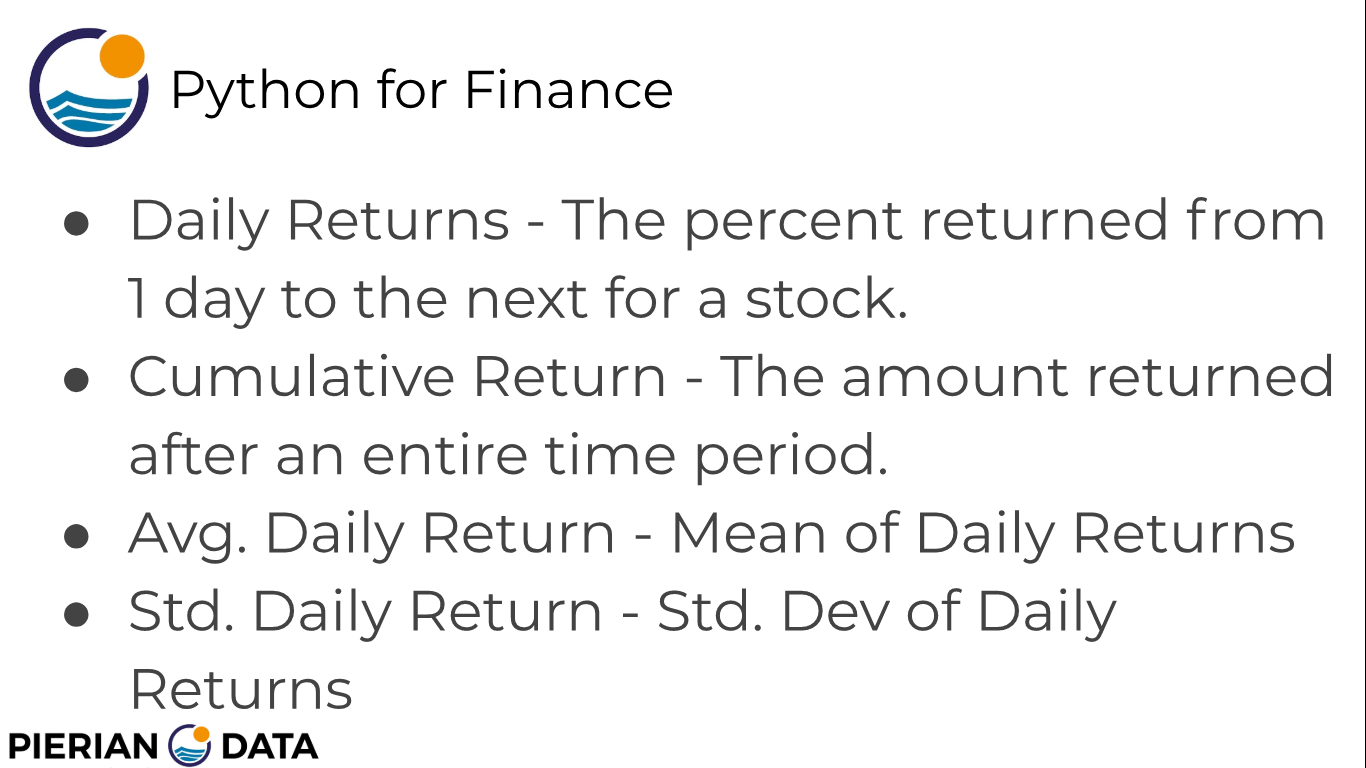 Python for Finance
● Daily Returns - The percent returned from
1 day to the next for a stock.
● Cumulative Return - The amount returned
after an entire time period.
● Avg. Daily Return - Mean of Daily Returns
● Std. Daily Return - Std. Dev of Daily
Returns
PIERIAN DATA